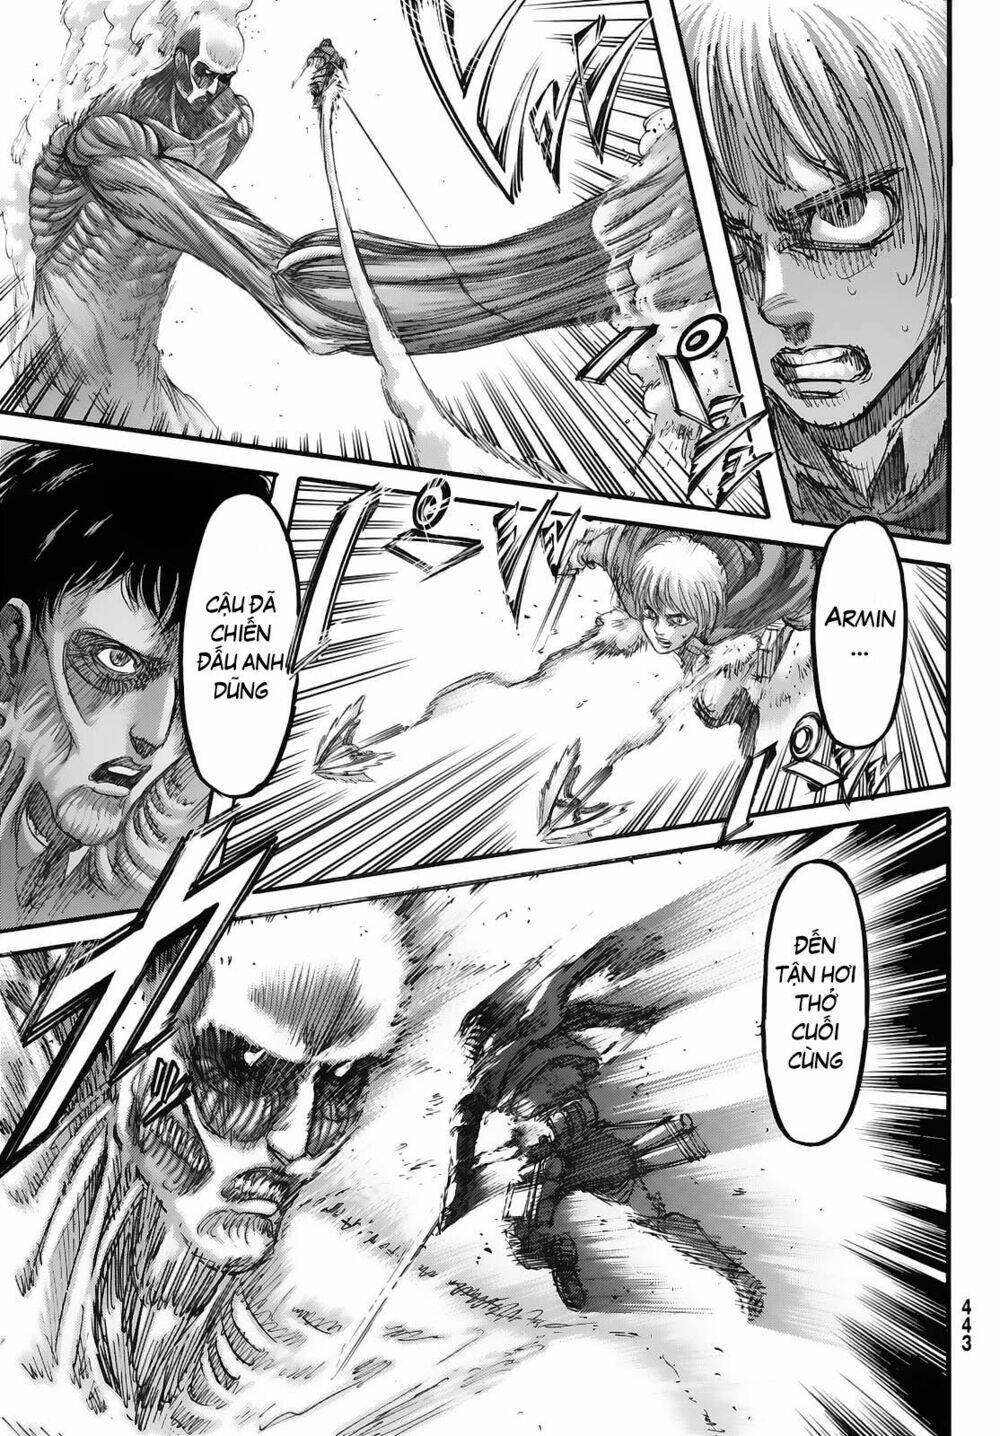 ARMIN
...
CẬU ĐÃ
CHIẾN
ĐẤU ANH
DŨNG
ĐẾN
TẬN HƠI
THỞ
CUỐI
CÙNG
443